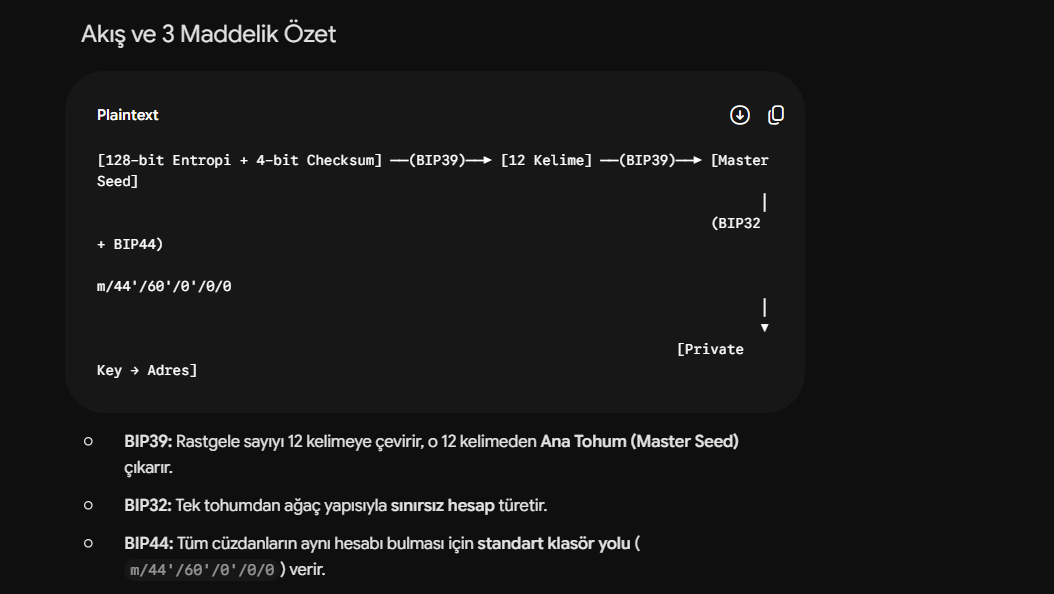 Akış ve 3 Maddelik Özet
Plaintext
[128-bit Entropi + 4-bit Checksum] ──(BIP39)──► [12 Kelime] ──(BIP39)──► [Master
Seed]
│
(BIP32
+ BIP44)
m/44'/60'/0'/0/0
│
▼
[Private
Key → Adres]
○ BIP39: Rastgele sayıyı 12 kelimeye çevirir, o 12 kelimeden Ana Tohum (Master Seed)
çıkarır.
○ BIP32: Tek tohumdan ağaç yapısıyla sınırsız hesap türetir.
○ BIP44: Tüm cüzdanların aynı hesabı bulması için standart klasör yolu (
m/44'/60'/0'/0/0 ) verir.